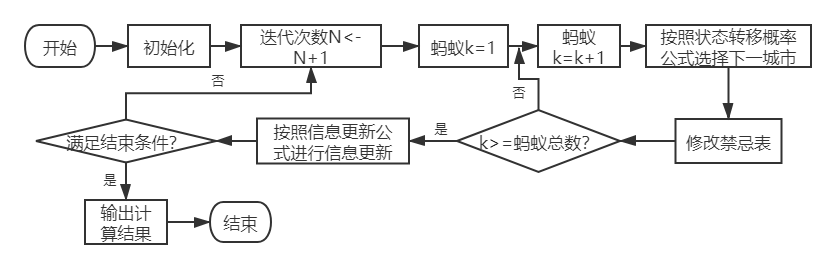 开始
初始化
迭代次数N<-
N+1
蚂蚁k=1
蚂蚁
k=k+1
按照状态转移概率
公式选择下一城市
否
否
满足结束条件?
按照信息更新公
式进行信息更新
是
k>=蚂蚁总数?
修改禁忌表
是
输出计
算结果
结束